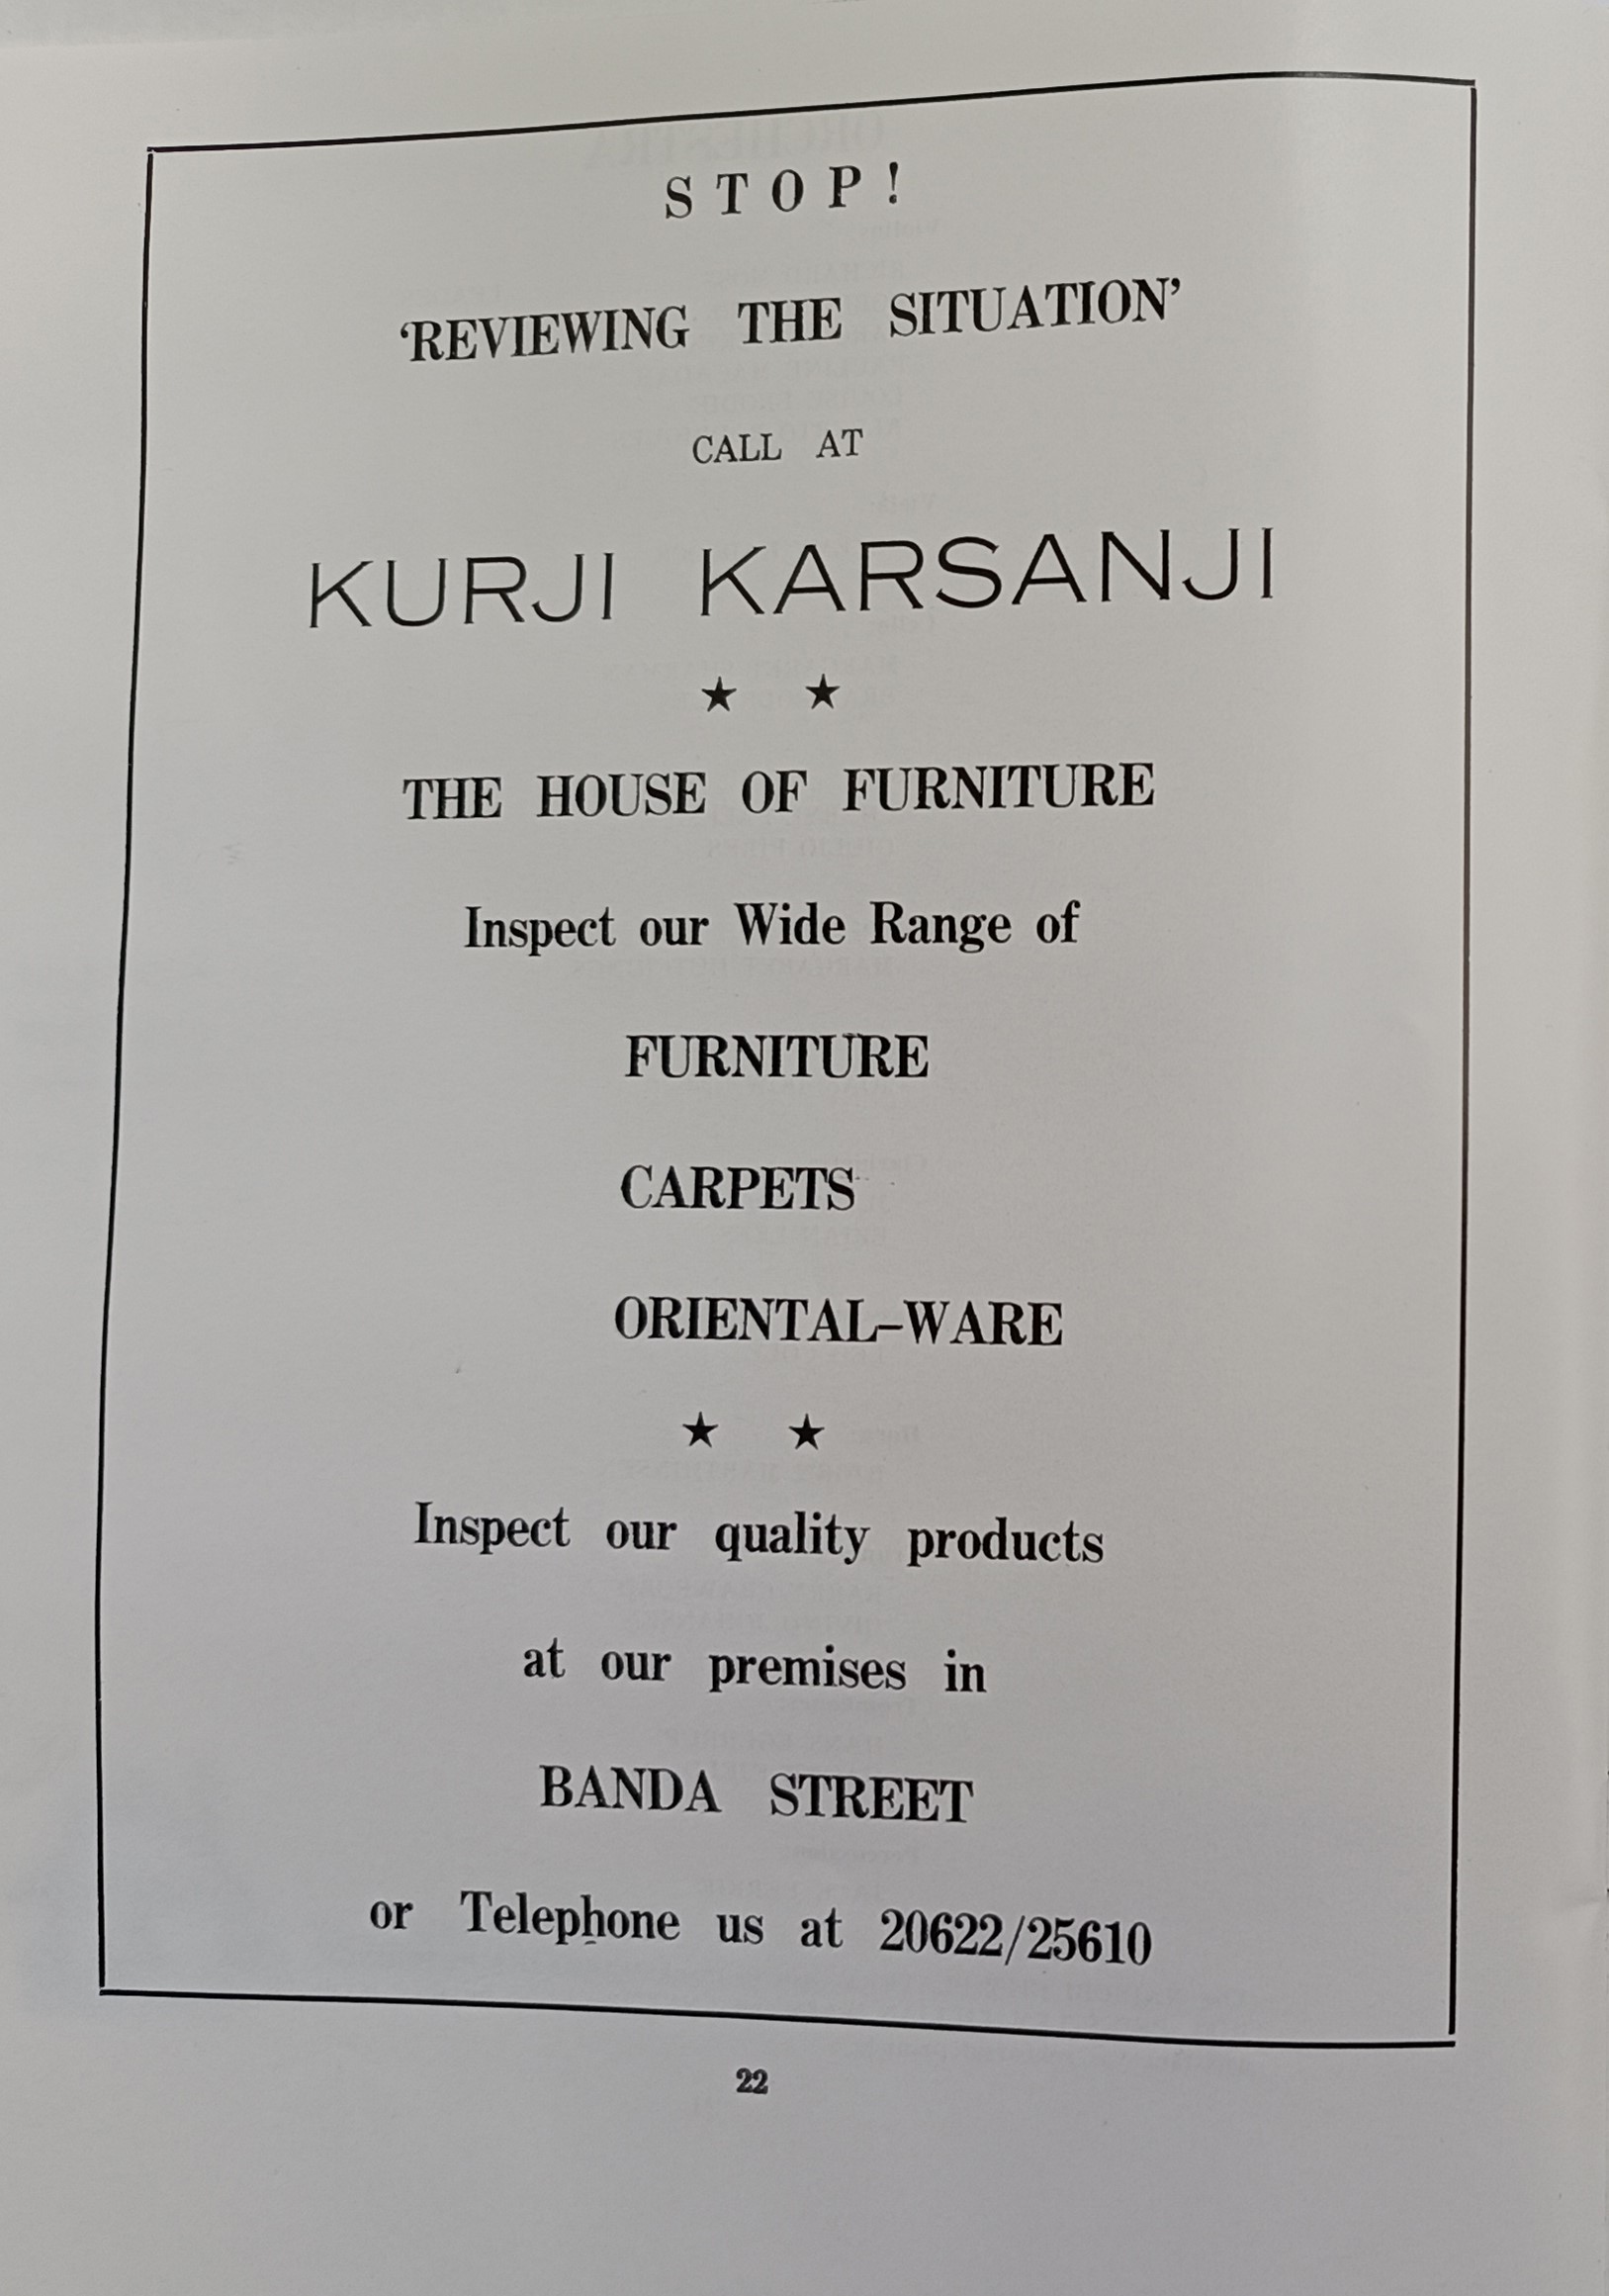 STOP!
‘REVIEWING THE SITUATION’
CALL AT
KURJI KARSANJI
★ ★
THE HOUSE OF FURNITURE
Inspect our Wide Range of
FURNITURE
CARPETS
ORIENTAL–WARE
★ ★
Inspect our quality products
at our premises in
BANDA STREET
or Telephone us at 20622/25610
22